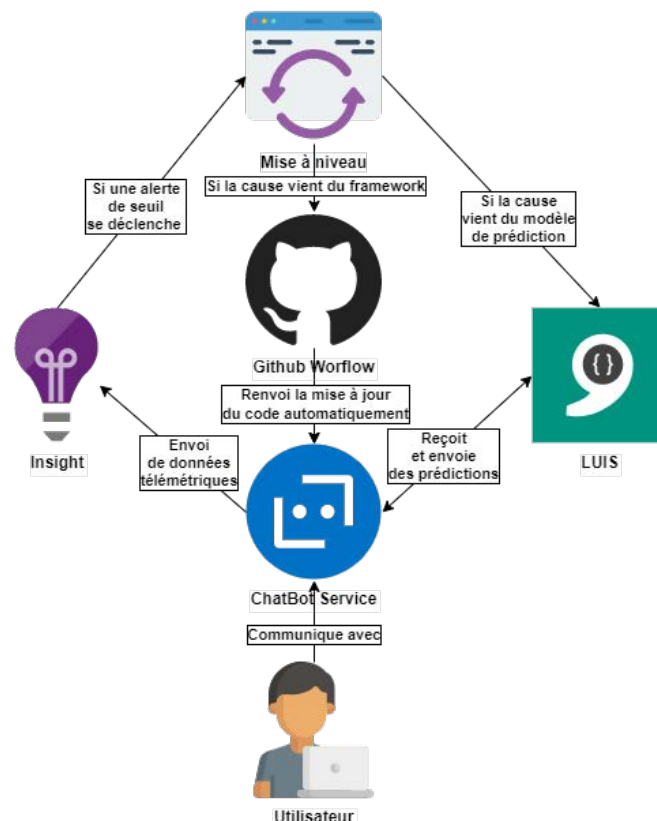 Mise à niveau
Si une alerte
de seuil
se déclenche
Si la cause vient du framework
Si la cause
vient du modèle
de prédiction
Github Worflow
Insight
Renvoi la mise à jour
du code automatiquement
LUIS
Envoi
de données
télémétriques
Reçoit
et envoie
des prédictions
{ }
ChatBot Service
Communique avec
Utilisateur